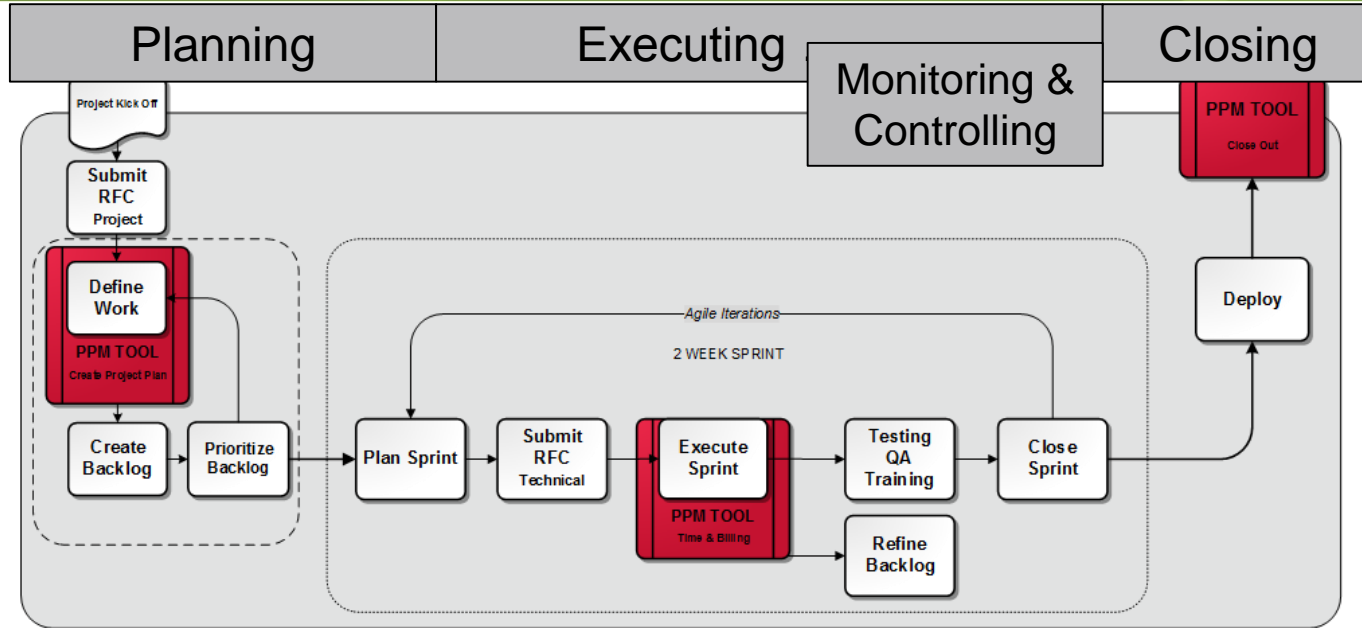 Planning
Executing
Monitoring &
Controlling
Closing
Project Kick Off
Submit
RFC
Project
Define
Work
PPM TOOL
Create Project Plan
Create
Backlog
Prioritize
Backlog
Agile Iterations
2 WEEK SPRINT
Plan Sprint
Submit
RFC
Technical
Execute
Sprint
PPM TOOL
Time & Billing
Testing
QA
Training
Refine
Backlog
Close
Sprint
Deploy
PPM TOOL
Close Out